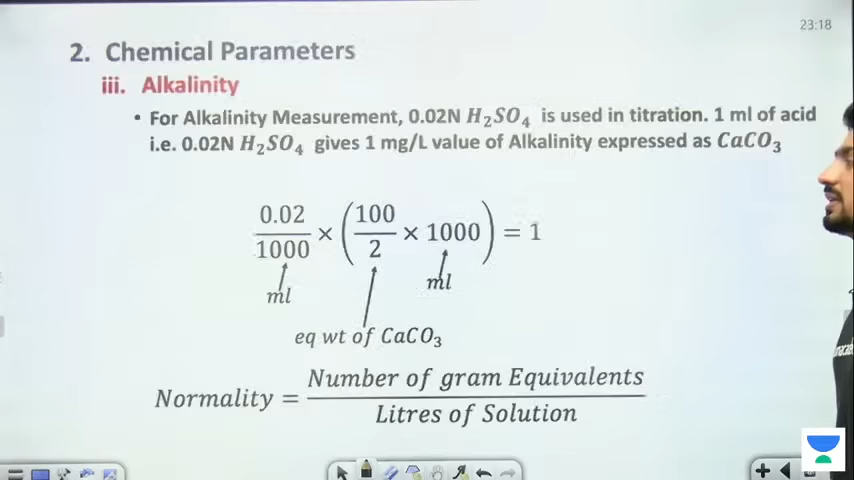 23:18
2. Chemical Parameters
iii. Alkalinity
• For Alkalinity Measurement, 0.02N H₂SO₄ is used in titration. 1 ml of acid
i.e. 0.02N H₂SO₄ gives 1 mg/L value of Alkalinity expressed as CaCO₃
0.02/1000 × (100/2 × 1000) = 1
ml
ml
eq wt of CaCO₃
Normality = Number of gram Equivalents / Litres of Solution